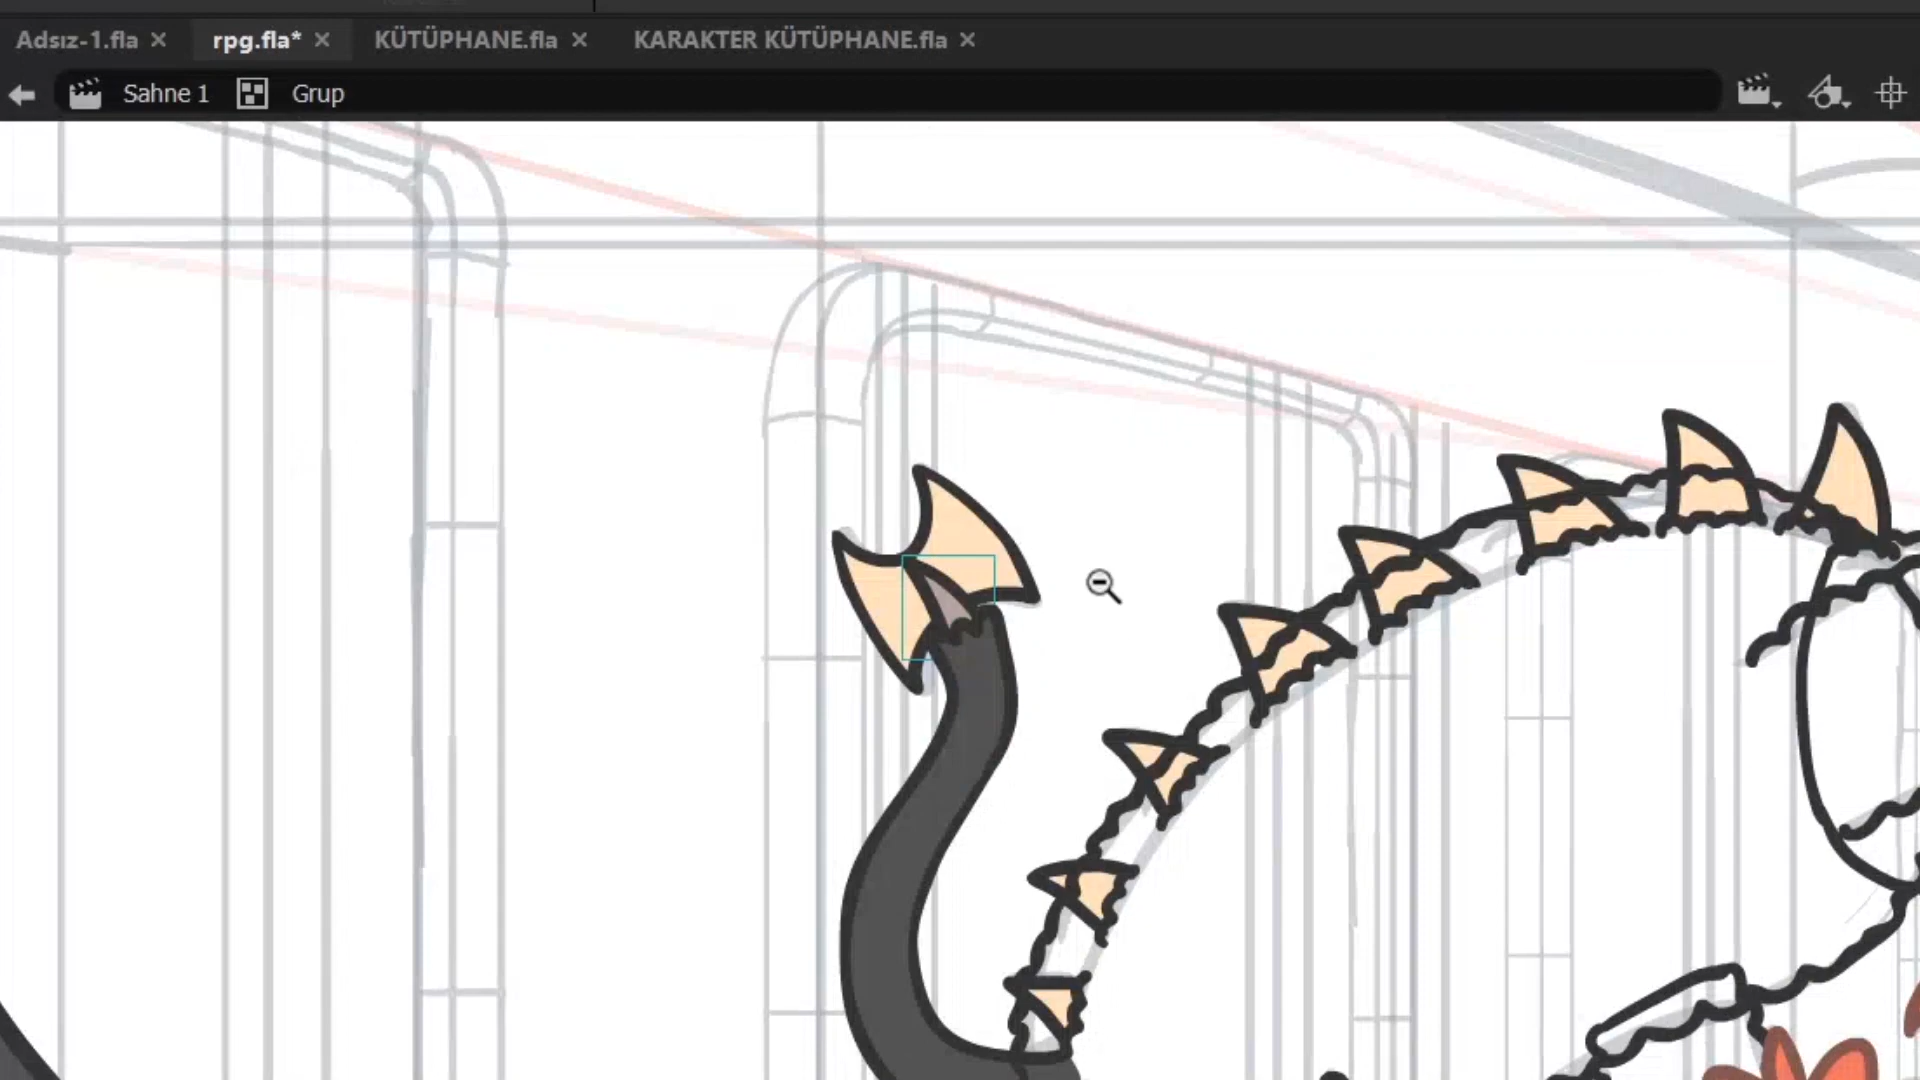 Adsız-1.fla
rpg.fla*
KÜTÜPHANE.fla
KARAKTER KÜTÜPHANE.fla
Sahne 1
Grup